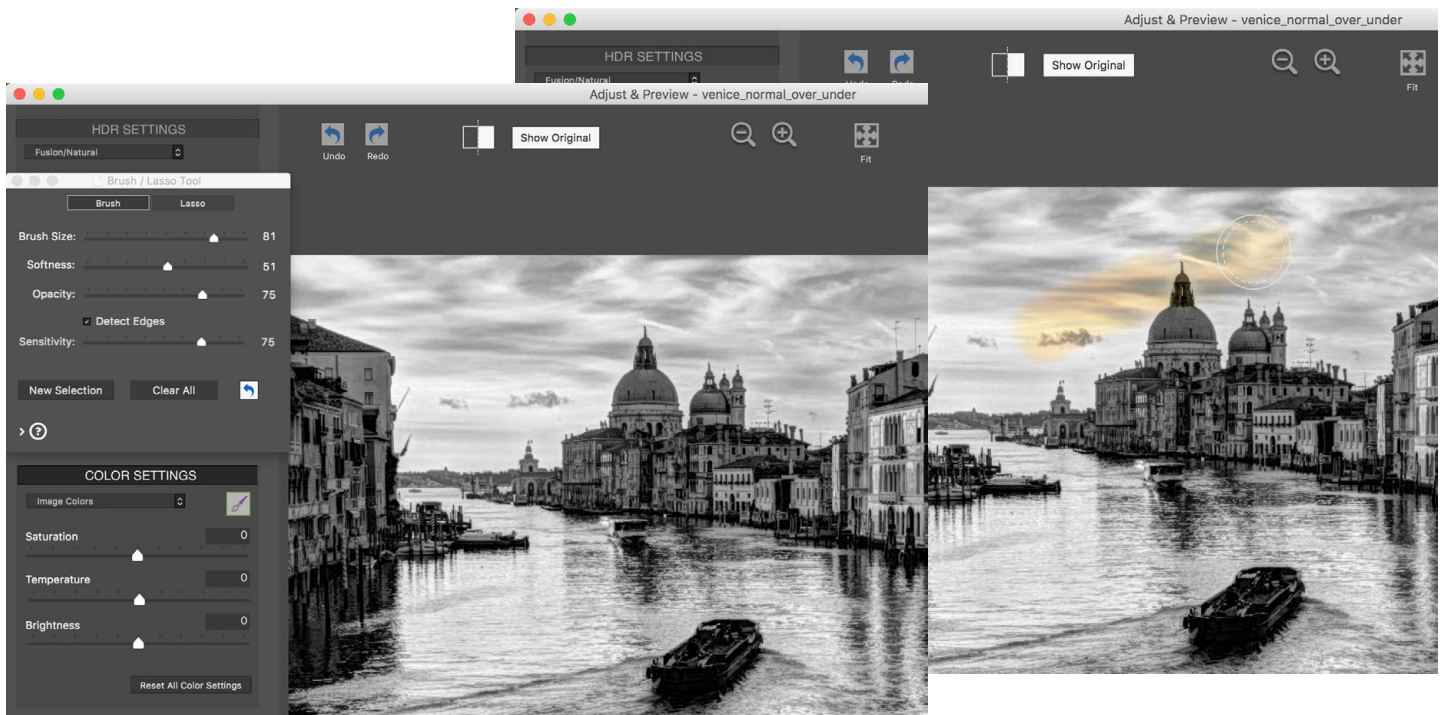 Adjust & Preview - venice_normal_over_under
HDR SETTINGS
Fusion/Natural
Undo Redo
Show Original
Fit
Adjust & Preview - venice_normal_over_under
HDR SETTINGS
Fusion/Natural
Undo Redo
Show Original
Fit
Brush / Lasso Tool
Brush Lasso
Brush Size: 81
Softness: 51
Opacity: 75
Detect Edges
Sensitivity: 75
New Selection Clear All
> ?
COLOR SETTINGS
Image Colors
Saturation 0
Temperature 0
Brightness 0
Reset All Color Settings